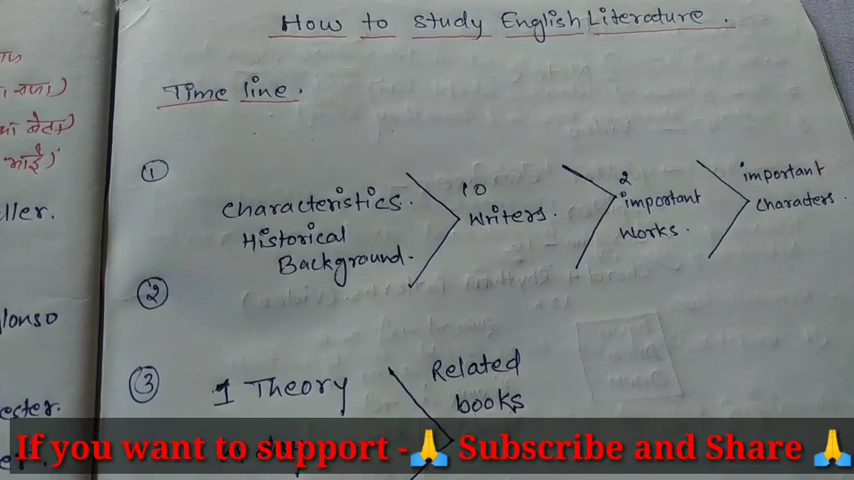 How to study English Literature.
Time line.
①
Characteristics.
Historical
Background.
10
Writers.
2
important
works.
important
characters.
②
③
1 Theory
Related
books
ller.
lonso
ester.
If you want to support -🙏 Subscribe and Share 🙏